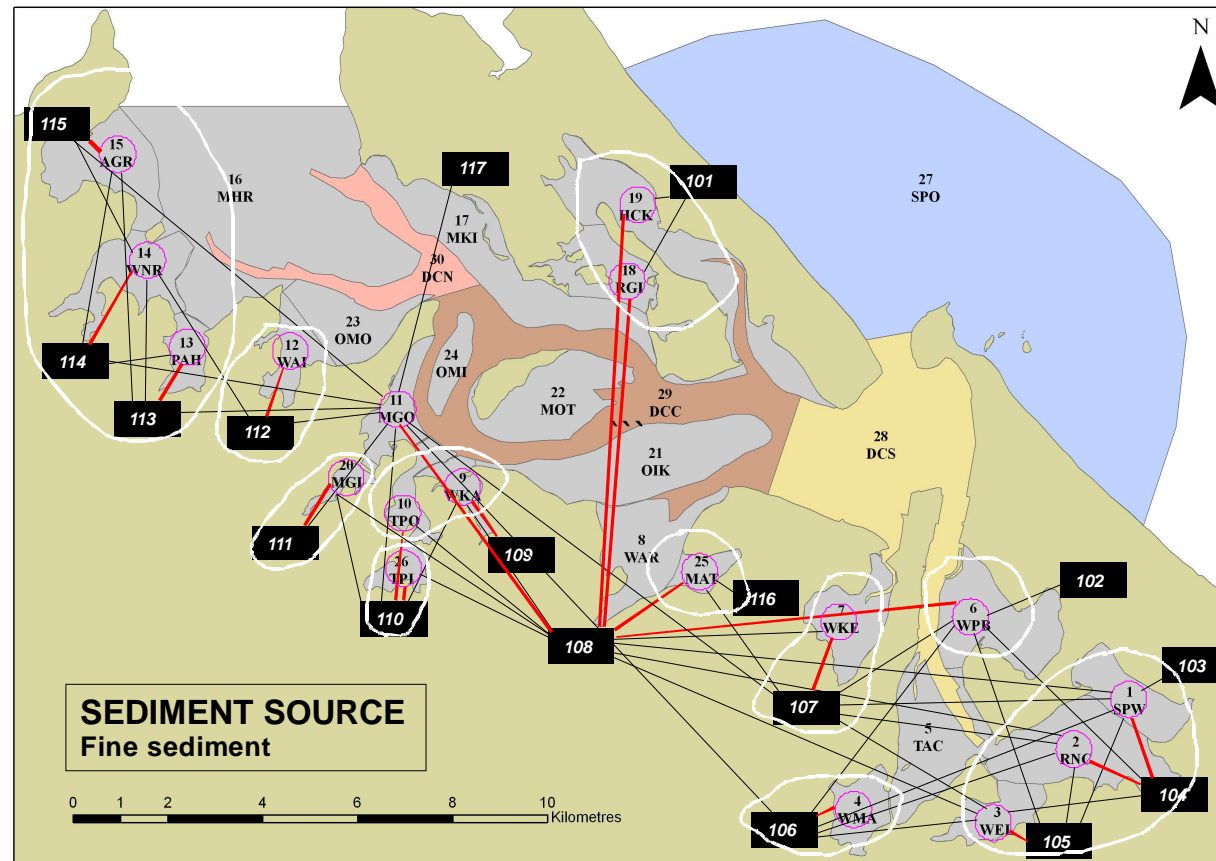 N
115
15
AGR
16
MHR
117
17
MKI
19
HCK
101
27
SPO
14
WNR
30
DCN
18
RGI
114
13
PAH
113
12
WAI
112
23
OMO
24
OMI
22
MOT
29
DCC
11
MGO
28
DCS
21
OIK
20
MGI
111
10
TPO
9
WKA
109
26
TPI
110
8
WAR
25
MAT
116
108
7
WKE
6
WPB
102
107
103
1
SPW
5
TAC
2
RNC
104
4
WMA
106
3
WEL
105
SEDIMENT SOURCE
Fine sediment
0 1 2 4 6 8 10
Kilometres